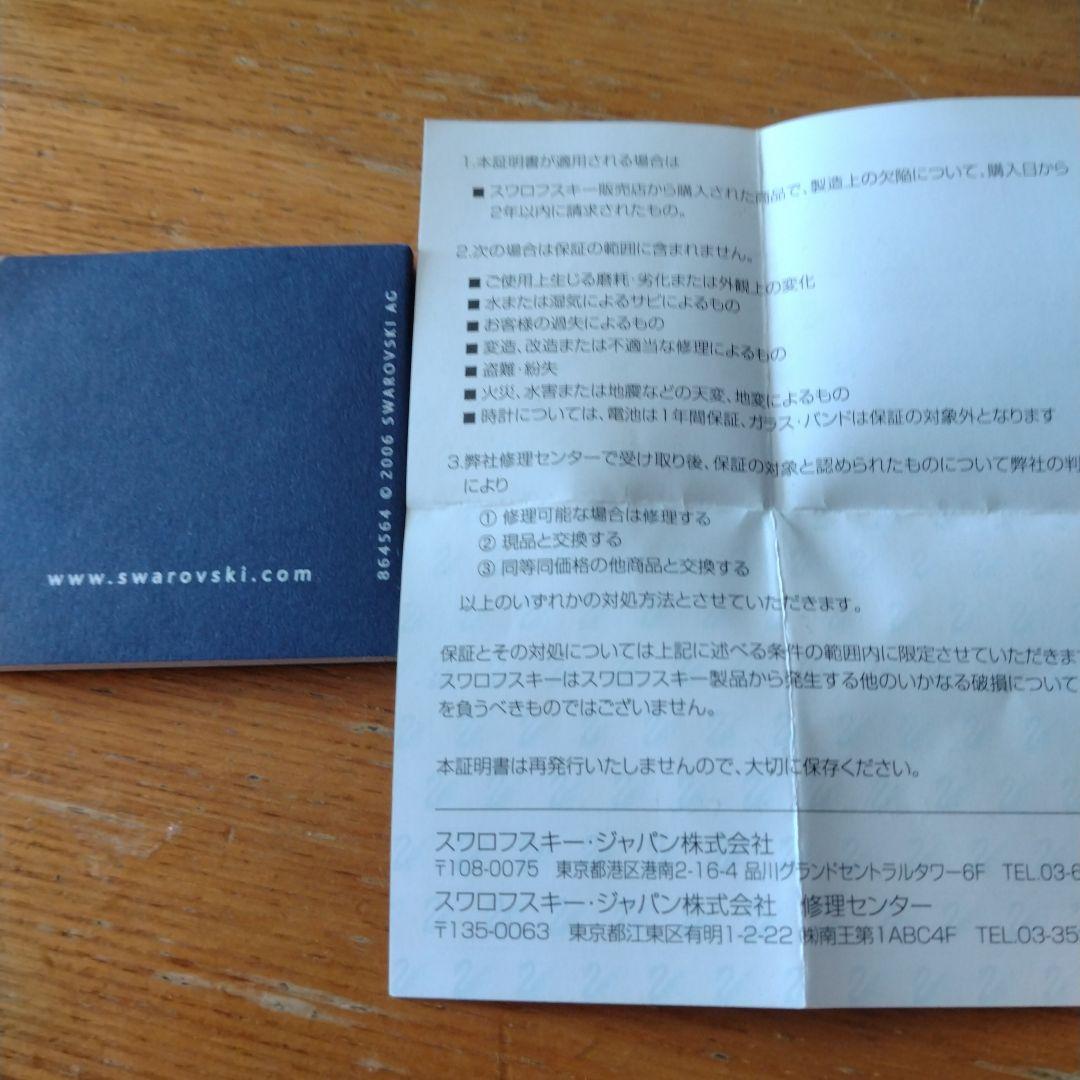 www.swarovski.com
864564 © 2006 SWAROVSKI AG
1.本証明書が適用される場合は
■ スワロフスキー販売店から購入された商品で、製造上の欠陥について、購入日から
2年以内に請求されたもの。
2.次の場合は保証の範囲に含まれません。
■ ご使用上生じる磨耗・劣化または外観上の変化
■ 水または湿気によるサビによるもの
■ お客様の過失によるもの
■ 変造、改造または不適当な修理によるもの
■ 盗難・紛失
■ 火災、水害または地震などの天変、地変によるもの
■ 時計については、電池は1年間保証、ガラス・バンドは保証の対象外となります
3.弊社修理センターで受け取り後、保証の対象と認められたものについて弊社の判
により
① 修理可能な場合は修理する
② 現品と交換する
③ 同等同価格の他商品と交換する
以上のいずれかの対処方法とさせていただきます。
保証とその対処については上記に述べる条件の範囲内に限定させていただきま
スワロフスキーはスワロフスキー製品から発生する他のいかなる破損について
を負うべきものではございません。
本証明書は再発行いたしませんので、大切に保存ください。
スワロフスキー・ジャパン株式会社
〒108-0075 東京都港区港南2-16-4 品川グランドセントラルタワー6F TEL.03-6
スワロフスキー・ジャパン株式会社 修理センター
〒135-0063 東京都江東区有明1-2-22 ㈱南王第1ABC4F TEL.03-35